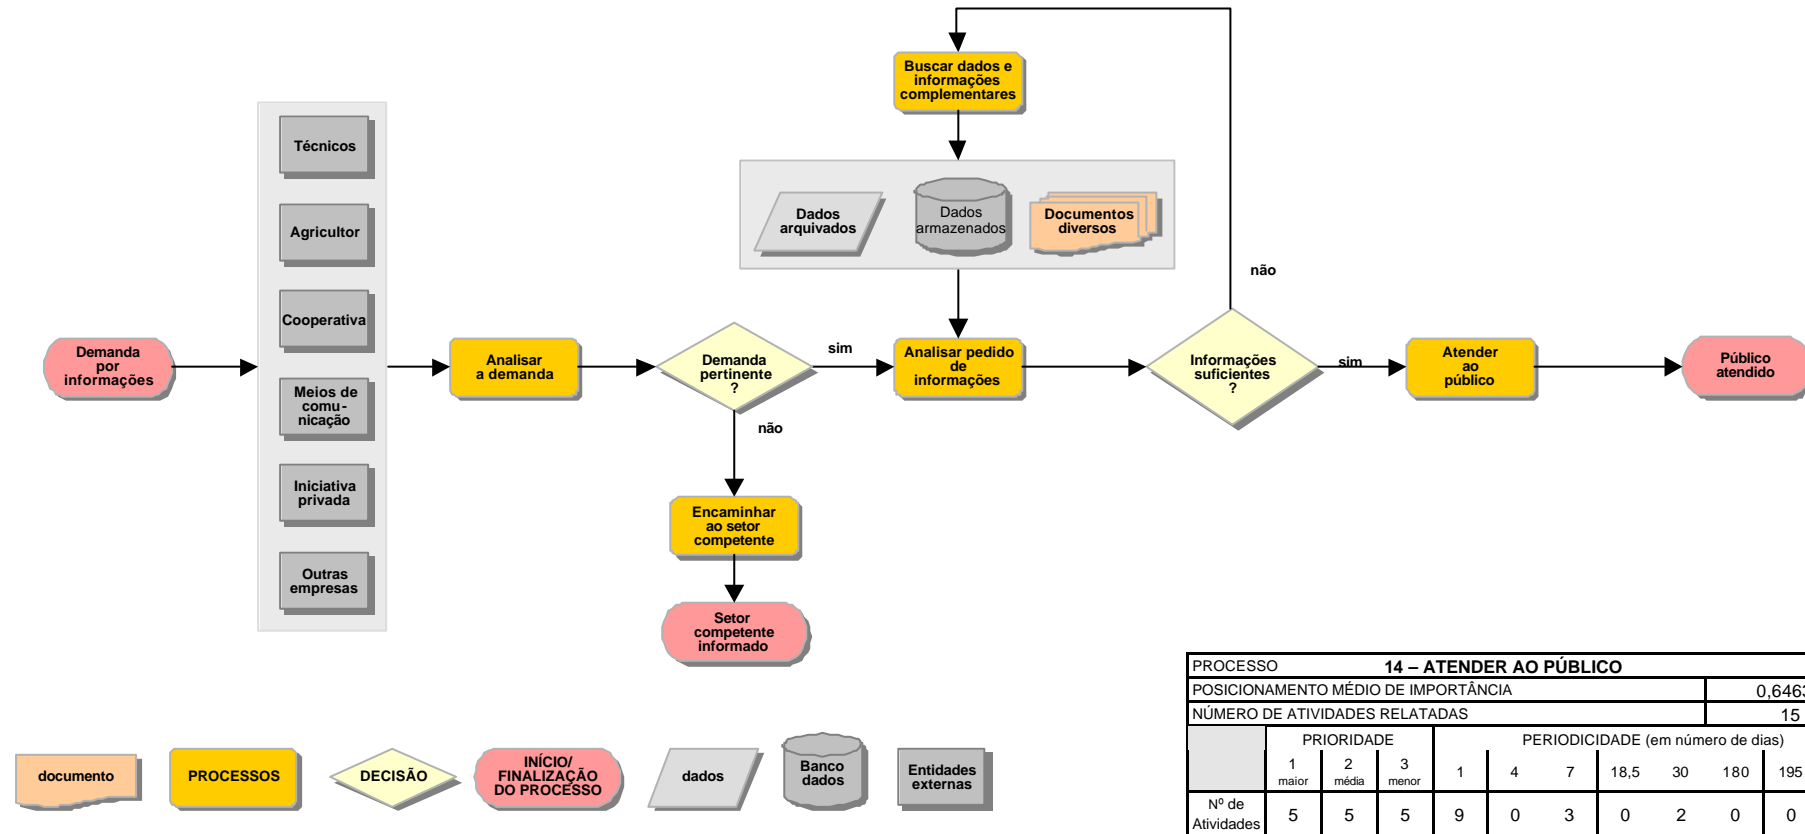 Buscar dados e
informações
complementares
Técnicos
Agricultor
Cooperativa
Meios de
comu-
nicação
Iniciativa
privada
Outras
empresas
Dados
arquivados
Dados
armazenados
Documentos
diversos
não
Demanda
por
informações
Analisar
a demanda
Demanda
pertinente
?
sim
Analisar pedido
de
informações
Informações
suficientes
?
sim
Atender
ao
público
Público
atendido
não
Encaminhar
ao setor
competente
Setor
competente
informado
PROCESSO 14 – ATENDER AO PÚBLICO
POSICIONAMENTO MÉDIO DE IMPORTÂNCIA 0,6463
NÚMERO DE ATIVIDADES RELATADAS 15
PRIORIDADE PERIODICIDADE (em número de dias)
1 2 3 1 4 7 18,5 30 180 195
maior média menor
Nº de
Atividades 5 5 5 9 0 3 0 2 0 0
documento
PROCESSOS
DECISÃO
INÍCIO/
FINALIZAÇÃO
DO PROCESSO
dados
Banco
dados
Entidades
externas